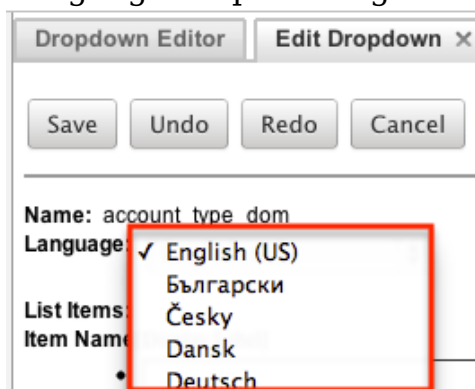 Dropdown Editor Edit Dropdown ×
Save Undo Redo Cancel
Name: account_type_dom
Language: ✓ English (US)
Български
List Items:
Česky
Item Name
Dansk
Deutsch